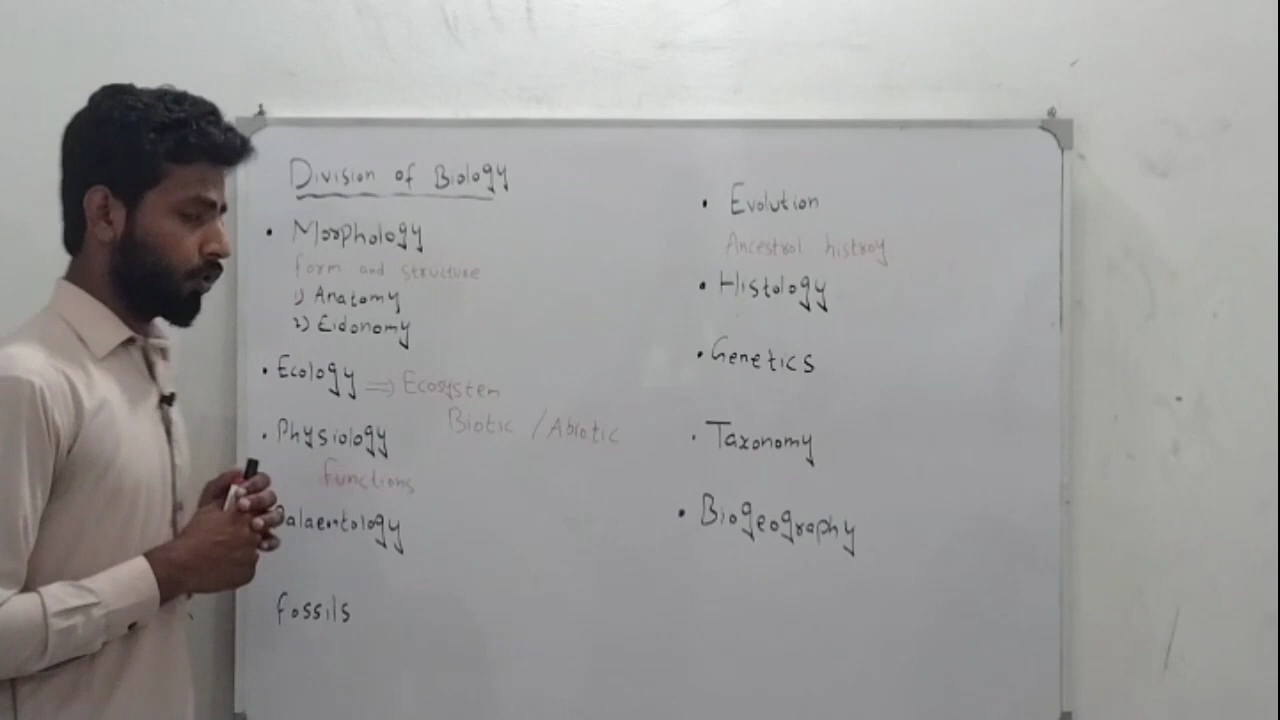 Division of Biology
• Morphology
form and structure
1) Anatomy
2) Eidonomy
• Ecology => Ecosystem
Biotic / Abiotic
• Physiology
functions
Palaentology
fossils
• Evolution
Ancestrol histroy
• Histology
• Genetics
• Taxonomy
• Biogeography